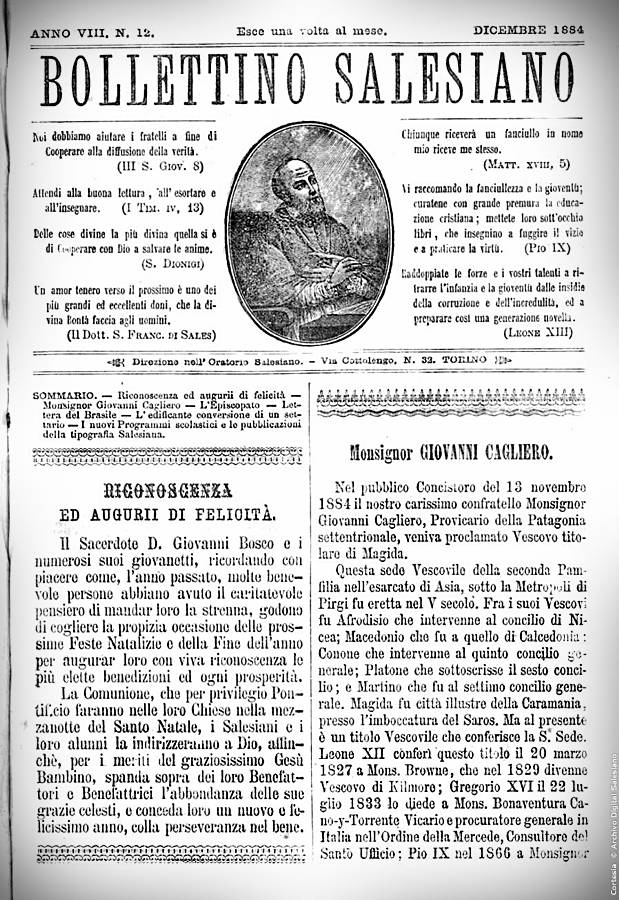 ANNO VIII. N. 12.
Esce una volta al mese.
DICEMBRE 1884
BOLLETTINO SALESIANO
Noi dobbiamo aiutare i fratelli a fine di
Cooperare alla diffusione della verità.
(III S. GIOV. 8)
Attendi alla buona lettura, all'esortare e
all'insegnare. (I TIM. IV, 13)
Delle cose divine la più divina quella si è
di Cooperare con Dio a salvare le anime.
(S. DIONIGI)
Un amor tenero verso il prossimo è uno dei
più grandi ed eccellenti doni, che la di-
vina Bontà faccia agli uomini.
(Il Dott. S. FRANC. DI SALES)
Chiunque riceverà un fanciullo in nome
mio riceve me stesso.
(MATT. XVIII, 5)
Vi raccomando la fanciullezza e la gioventù;
curatene con grande premura la educa-
zione cristiana; mettete loro sott'occhio
libri, che insegnino a fuggire il vizio
e a praticare la virtù. (PIO IX)
Raddoppiate le forze e i vostri talenti a ri-
trarre l'infanzia e la gioventù dalle insidie
della corruzione e dell'incredulità, ed a
preparare così una generazione novella.
(LEONE XIII)
Direzione nell'Oratorio Salesiano. – Via Cottolengo, N. 32. TORINO
SOMMARIO. — Riconoscenza ed augurii di felicità —
Monsignor Giovanni Cagliero — L'Episcopato — Let-
tera del Brasile — L'edificante conversione di un set-
tario — I nuovi Programmi scolastici e le pubblicazioni
della tipografia Salesiana.
RICONOSCENZA
ED AUGURII DI FELICITÀ.
Il Sacerdote D. Giovanni Bosco e i
numerosi suoi giovanetti, ricordando con
piacere come, l'anno passato, molte bene-
vole persone abbiano avuto il caritatevole
pensiero di mandar loro la strenna, godono
di cogliere la propizia occasione delle pros-
sime Feste Natalizie e della Fine dell'anno
per augurar loro con viva riconoscenza le
più elette benedizioni ed ogni prosperità.
La Comunione, che per privilegio Pon-
tificio faranno nelle loro Chiese nella mez-
zanotte del Santo Natale, i Salesiani e i
loro alunni la indirizzeranno a Dio, affin-
chè, per i meriti del graziosissimo Gesù
Bambino, spanda sopra dei loro Benefat-
tori e Benefattrici l'abbondanza delle sue
grazie celesti, e conceda loro un nuovo e fe-
licissimo anno, colla perseveranza nel bene.
Monsignor GIOVANNI CAGLIERO.
Nel pubblico Concistoro del 13 novembre
1884 il nostro carissimo confratello Monsignor
Giovanni Cagliero, Provicario della Patagonia
settentrionale, veniva proclamato Vescovo tito-
lare di Magida.
Questa sede Vescovile della seconda Pam-
filia nell'esarcato di Asia, sotto la Metropoli di
Pirgi fu eretta nel V secolo. Fra i suoi Vescovi
fu Afrodisio che intervenne al concilio di Ni-
cea; Macedonio che fu a quello di Calcedonia;
Conone che intervenne al quinto concilio ge-
nerale; Platone che sottoscrisse il sesto conci-
lio; e Martino che fu al settimo concilio gene-
rale. Magida fu città illustre della Caramania,
presso l'imboccatura del Saros. Ma al presente
è un titolo Vescovile che conferisce la S. Sede.
Leone XII conferì questo titolo il 20 marzo
1827 a Mons. Browne, che nel 1829 divenne
Vescovo di Kilmore; Gregorio XVI il 22 lu-
glio 1833 lo diede a Mons. Bonaventura Ca-
no-y-Torrente Vicario e procuratore generale in
Italia nell'Ordine della Mercede, Consultore del
Santo Uffìcio; Pio IX nel 1866 a Monsignor
Cortesía © Archivo Digital Salesiano